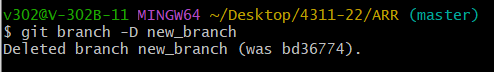 v302@V-302B-11 MINGW64 ~/Desktop/4311-22/ARR (master)
$ git branch -D new_branch
Deleted branch new_branch (was bd36774).